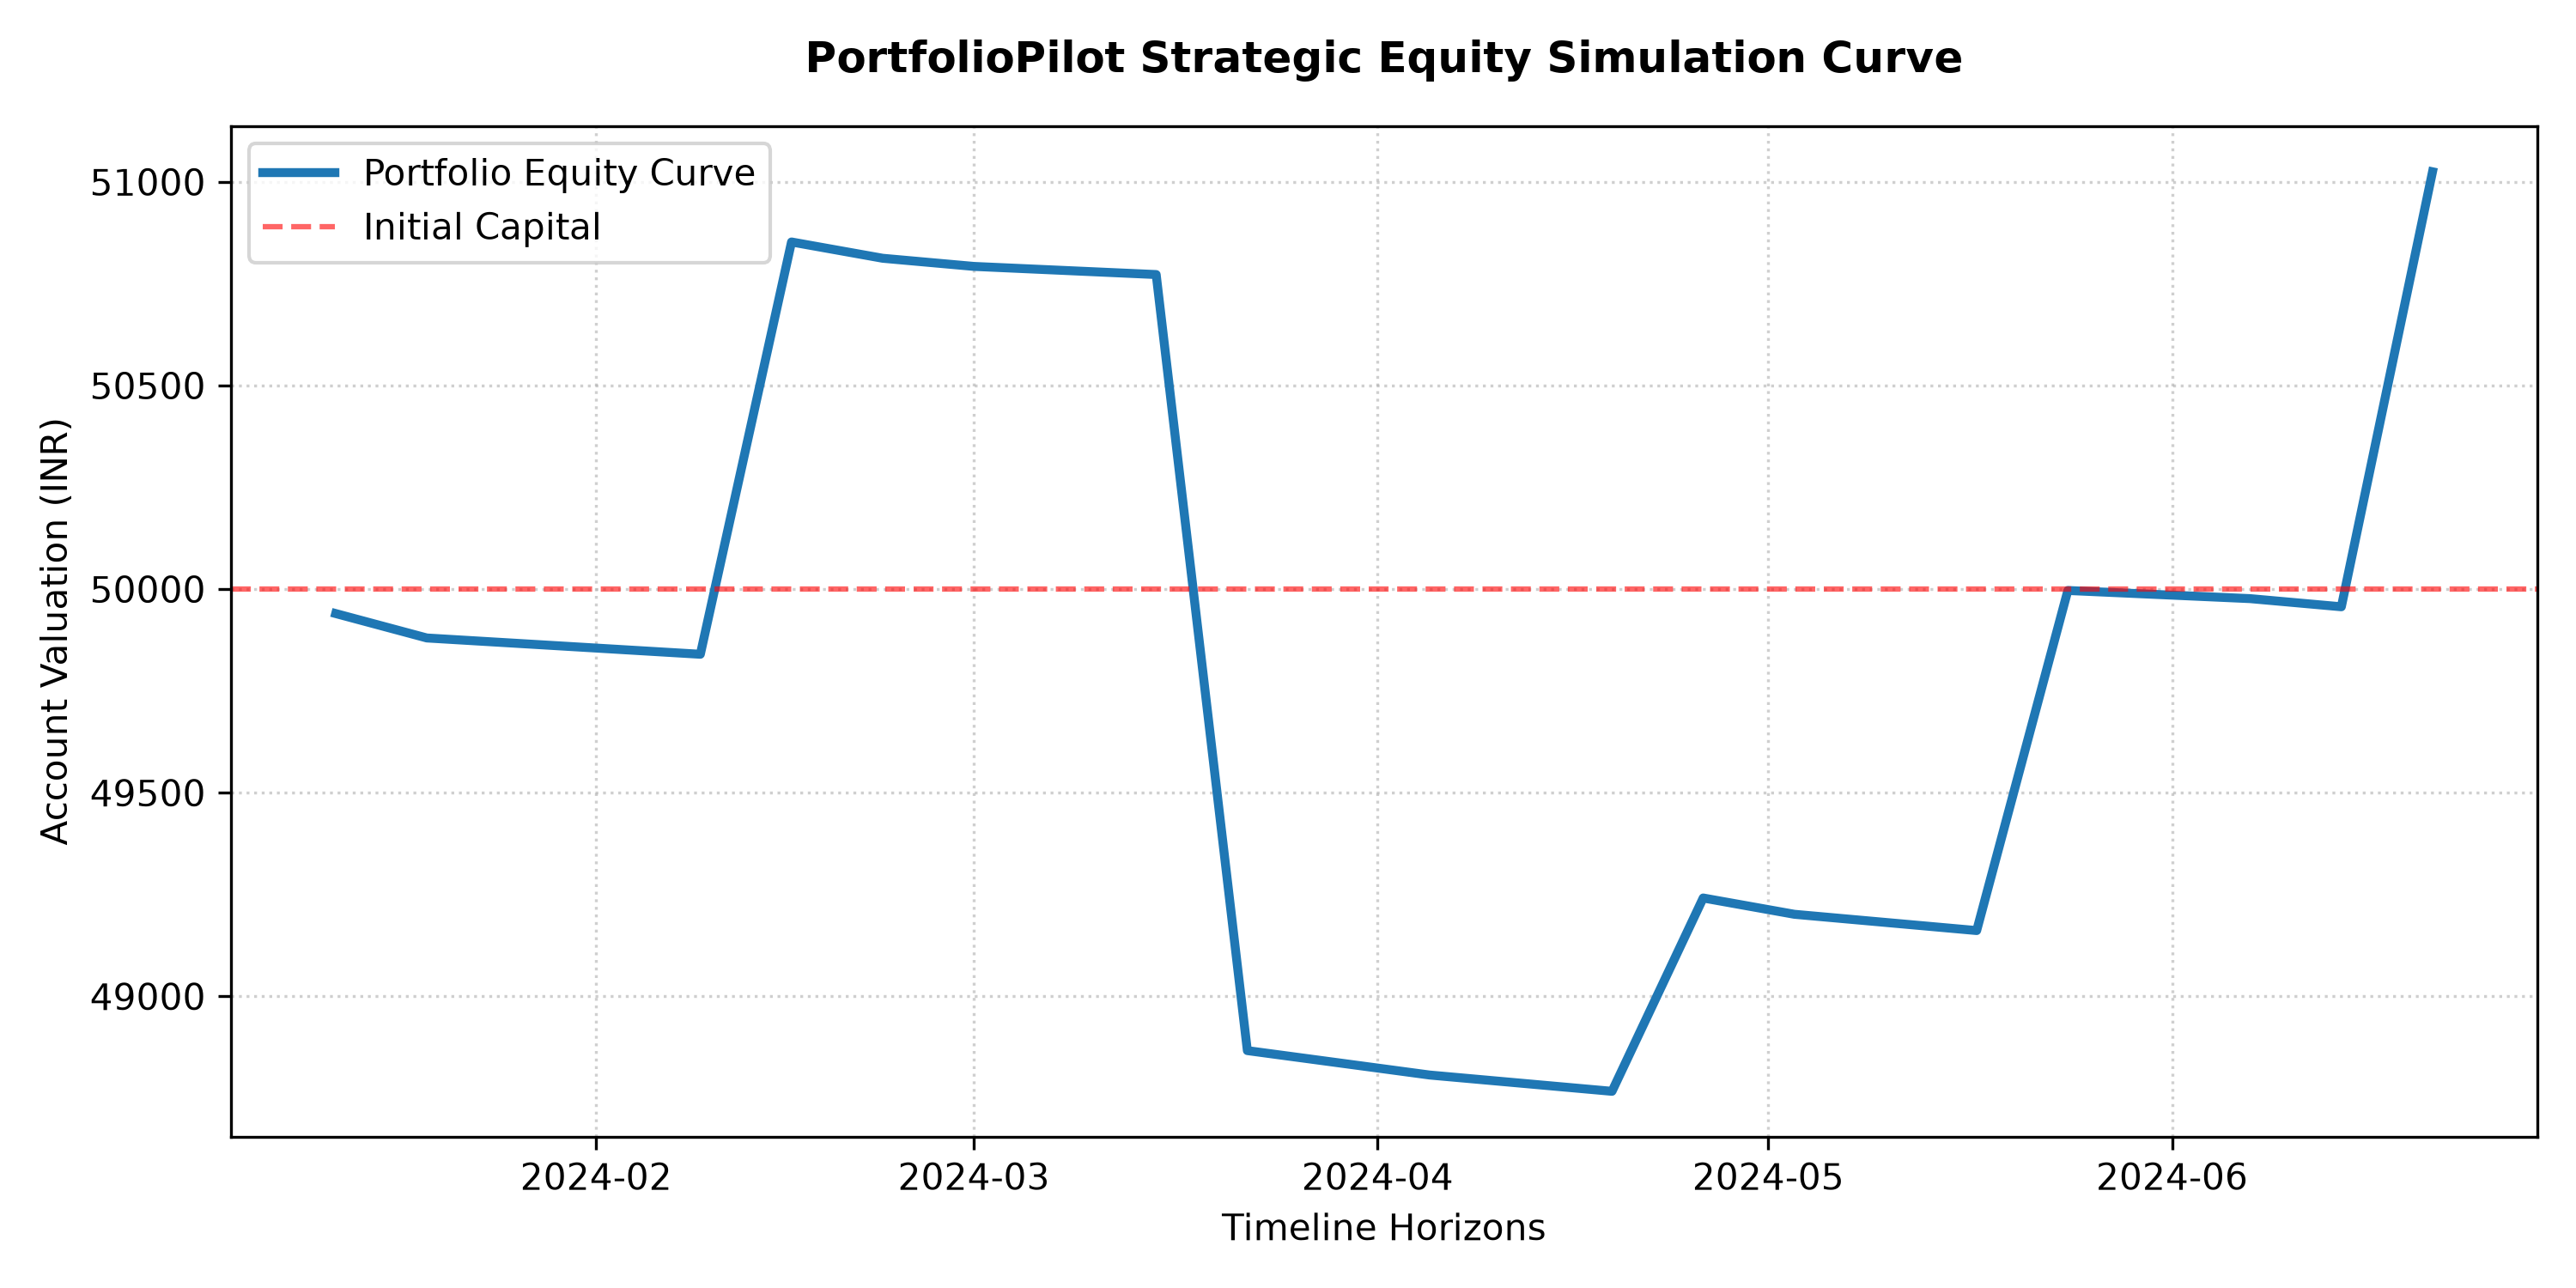 PortfolioPilot Strategic Equity Simulation Curve
Portfolio Equity Curve
Initial Capital
51000
50500
50000
49500
49000
Account Valuation (INR)
2024-02
2024-03
2024-04
2024-05
2024-06
Timeline Horizons